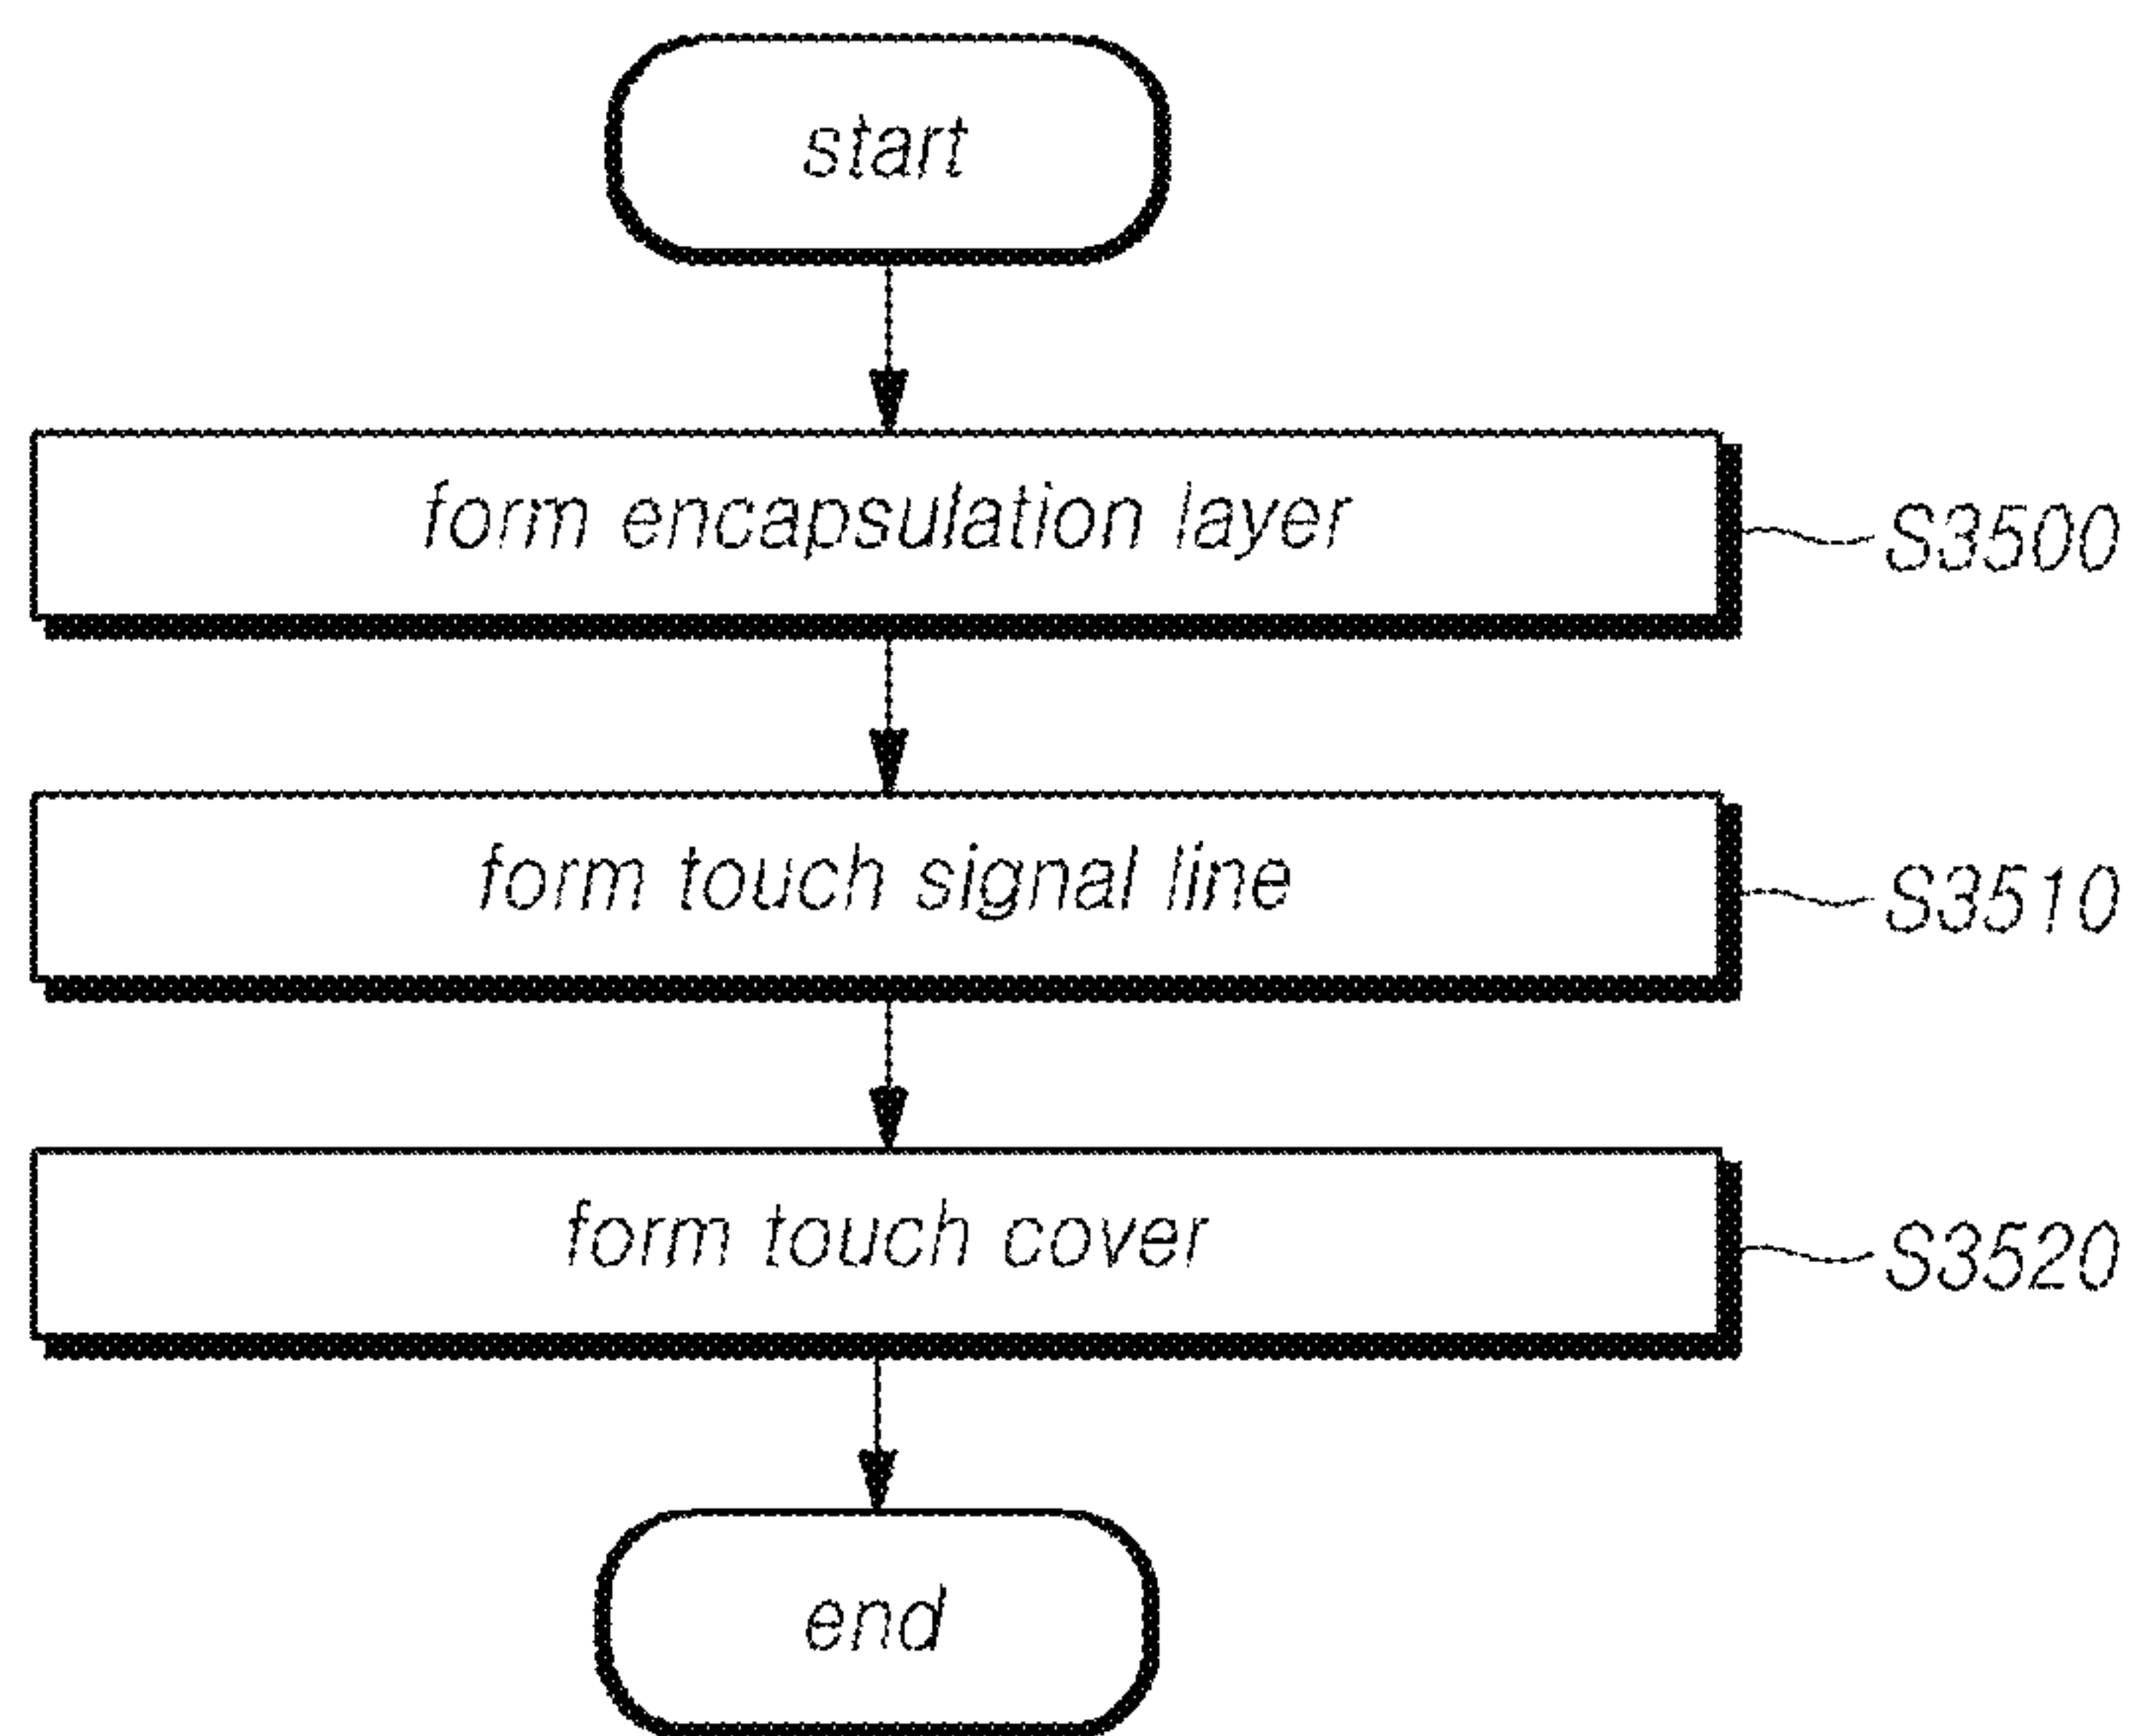 start
form encapsulation layer
S3500
form touch signal line
S3510
form touch cover
S3520
end